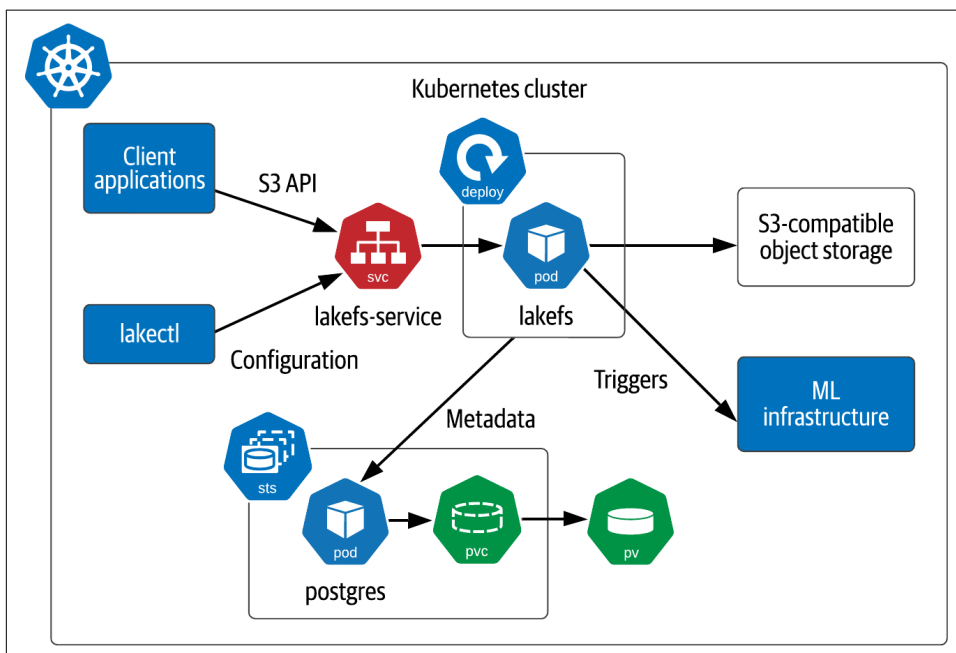 Kubernetes cluster
Client
applications
S3 API
deploy
svc
pod
S3-compatible
object storage
lakefs-service
lakefs
lakectl
Configuration
Triggers
ML
infrastructure
Metadata
sts
pod
pvc
pv
postgres